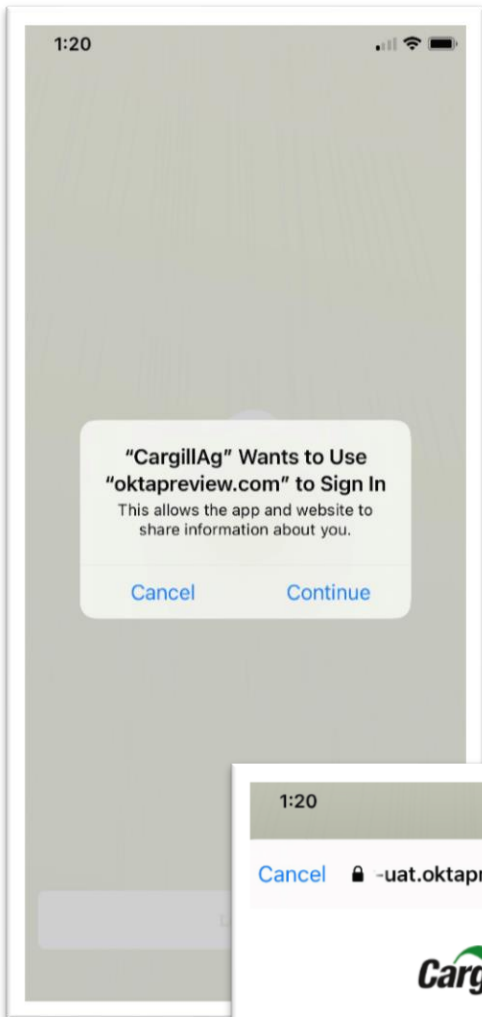 1:20
"CargillAg" Wants to Use
"oktapreview.com" to Sign In
This allows the app and website to
share information about you.
Cancel Continue
1:20
Cancel -uat.oktapr
Carg